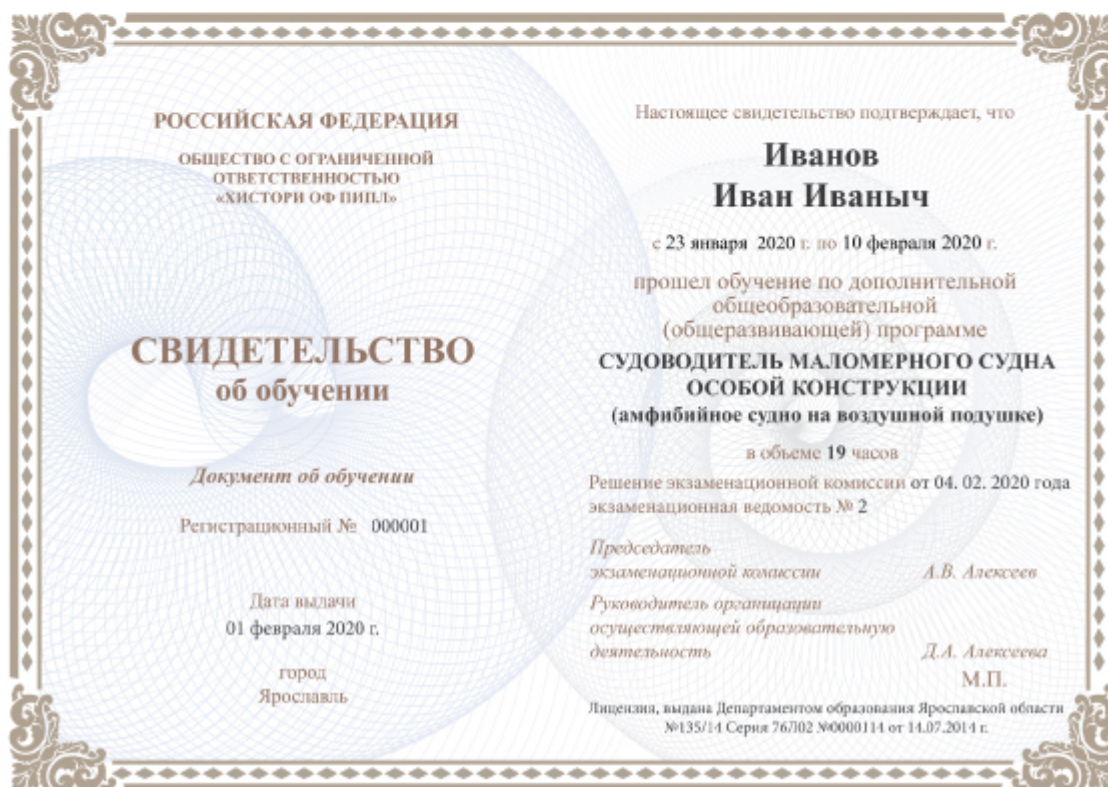 РОССИЙСКАЯ ФЕДЕРАЦИЯ
ОБЩЕСТВО С ОГРАНИЧЕННОЙ
ОТВЕТСТВЕННОСТЬЮ
«ХИСТОРИ ОФ ПИПЛ»
СВИДЕТЕЛЬСТВО
об обучении
Документ об обучении
Регистрационный № 000001
Дата выдачи
01 февраля 2020 г.
город
Ярославль
Настоящее свидетельство подтверждает, что
Иванов
Иван Иваныч
с 23 января 2020 г. по 10 февраля 2020 г.
прошел обучение по дополнительной
общеобразовательной
(общеразвивающей) программе
СУДОВОДИТЕЛЬ МАЛОМЕРНОГО СУДНА
ОСОБОЙ КОНСТРУКЦИИ
(амфибийное судно на воздушной подушке)
в объеме 19 часов
Решение экзаменационной комиссии от 04. 02. 2020 года
экзаменационная ведомость № 2
Председатель
экзаменационной комиссии А.В. Алексеев
Руководитель организации
осуществляющей образовательную
деятельность Д.А. Алексеева
М.П.
Лицензия, выдана Департаментом образования Ярославской области
№135/14 Серия 76Л02 №0000114 от 14.07.2014 г.